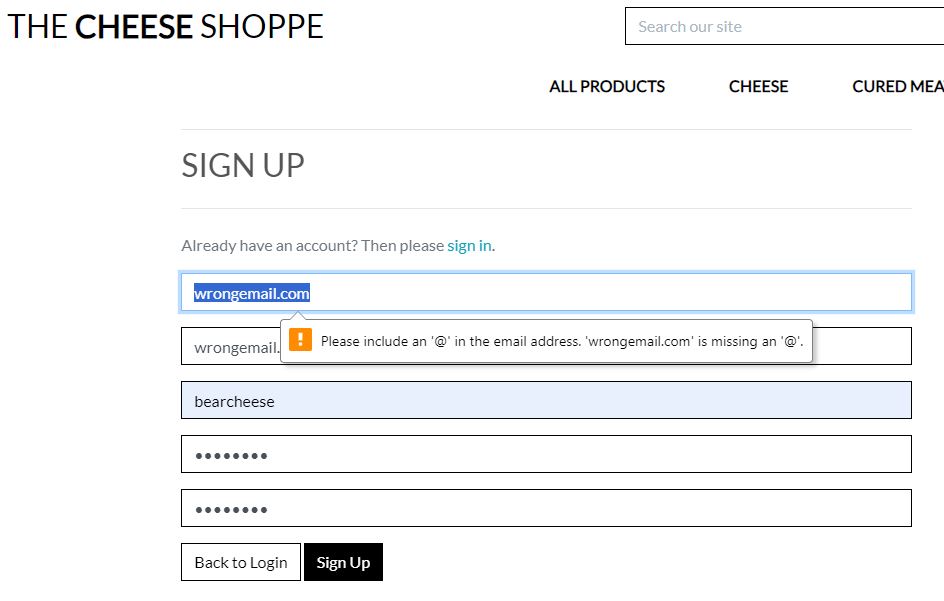 THE CHEESE SHOPPE
Search our site
ALL PRODUCTS CHEESE CURED MEA
SIGN UP
Already have an account? Then please sign in.
wrongemail.com
Please include an '@' in the email address. 'wrongemail.com' is missing an '@'.
wrongemail.
bearcheese
••••••••
••••••••
Back to Login Sign Up